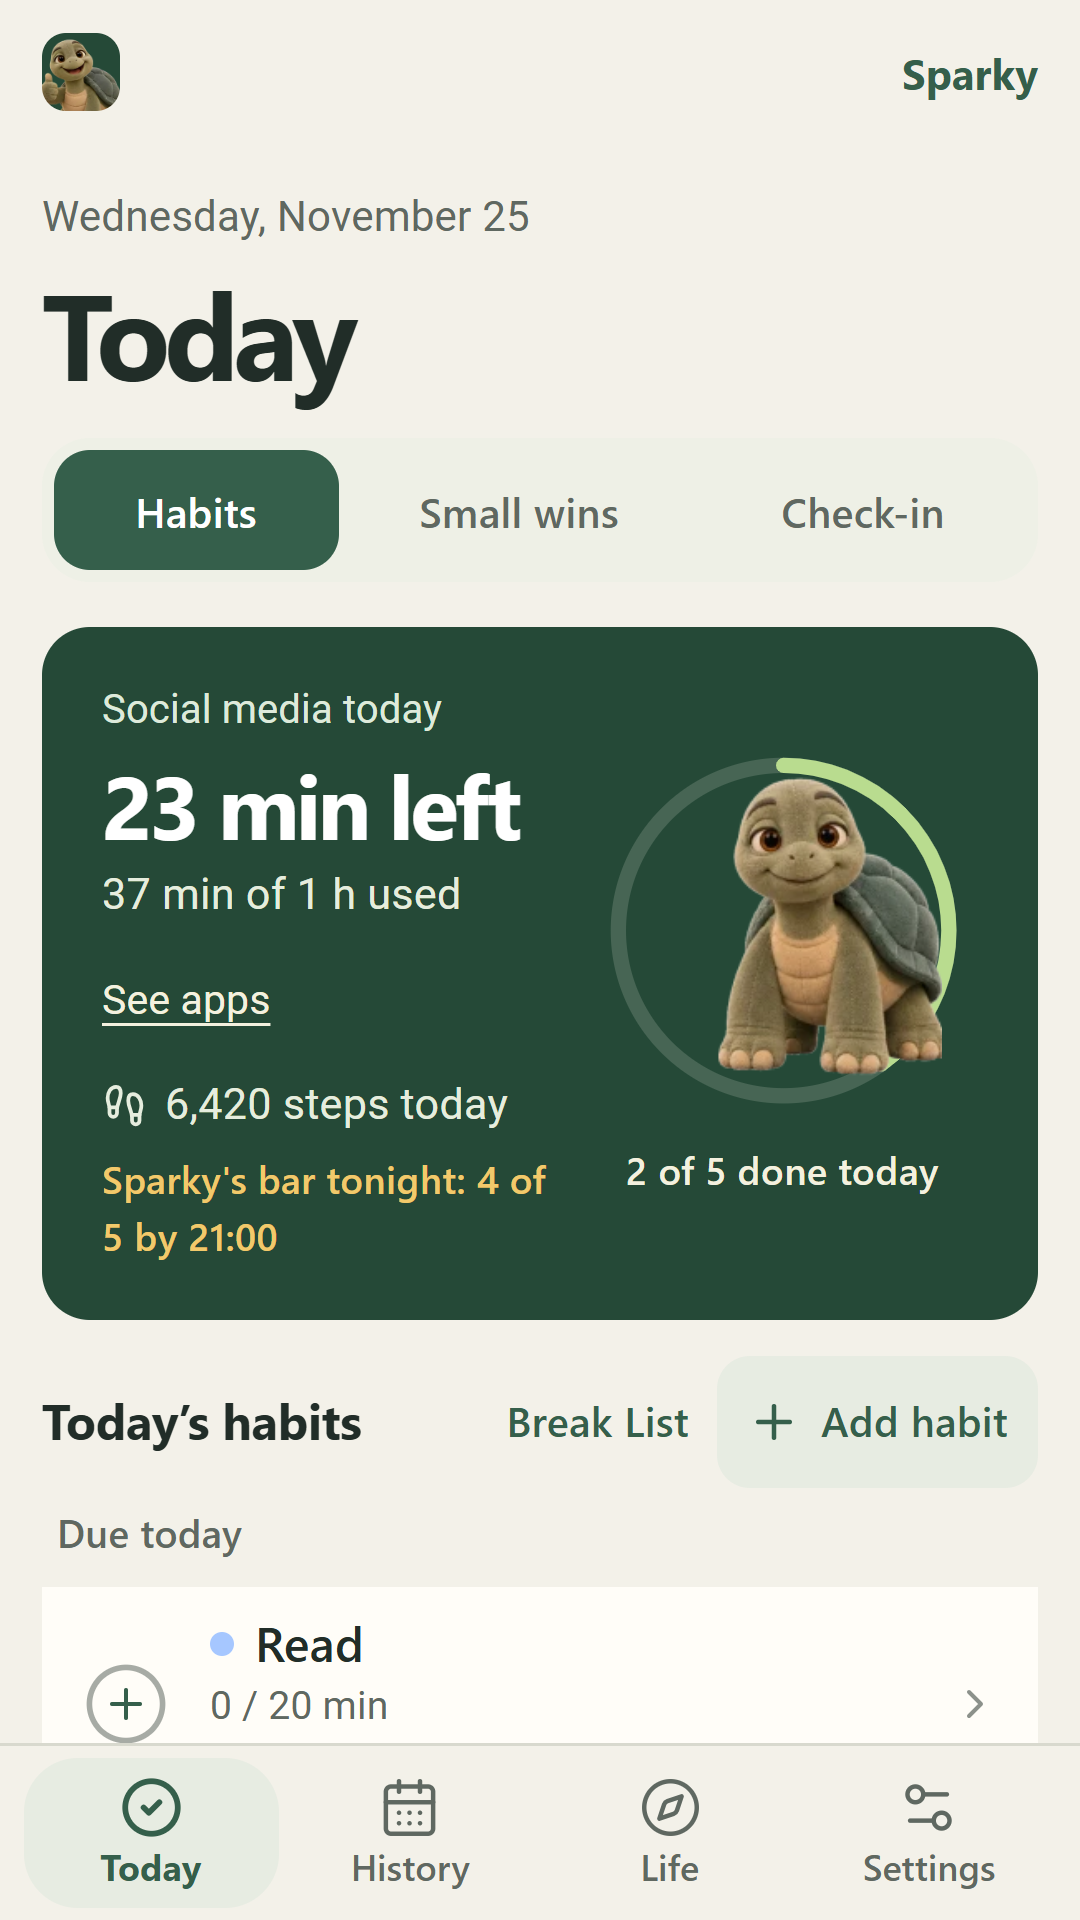 Sparky
Wednesday, November 25
Today
Habits
Small wins
Check-in
Social media today
23 min left
37 min of 1 h used
See apps
6,420 steps today
Sparky's bar tonight: 4 of
5 by 21:00
2 of 5 done today
Today’s habits
Break List
Add habit
Due today
Read
0 / 20 min
Today
History
Life
Settings